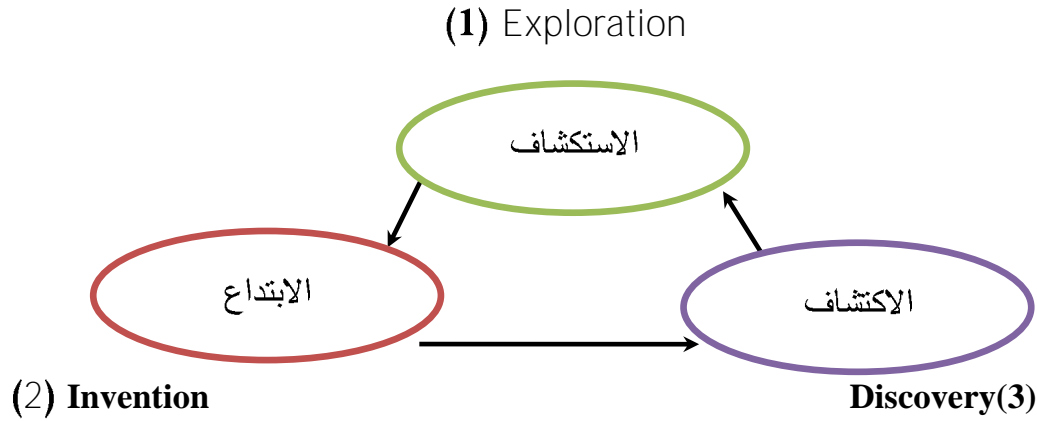 (1) Exploration
الاستكشاف
الابتداع
الاكتشاف
(2) Invention
Discovery(3)